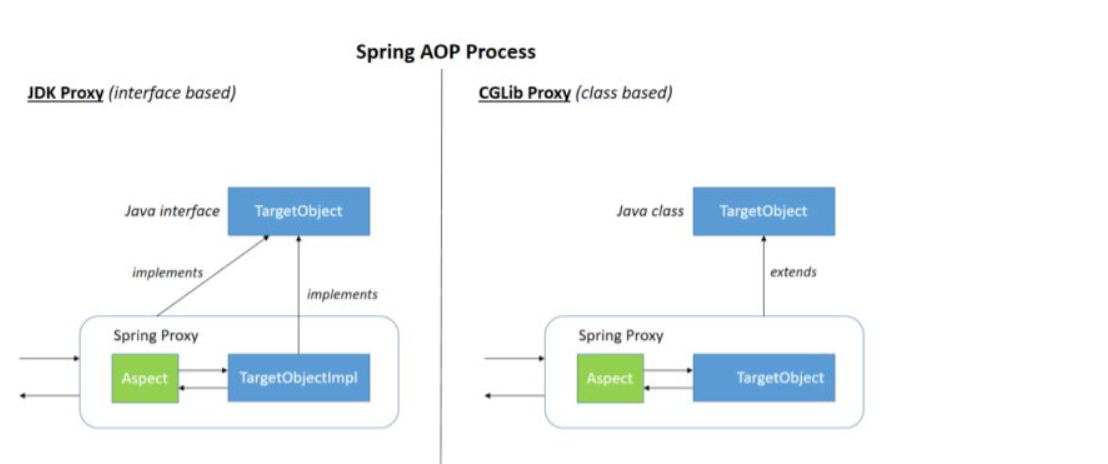 Spring AOP Process
JDK Proxy (interface based)
Java interface
TargetObject
implements
implements
Spring Proxy
Aspect
TargetObjectImpl
CGLib Proxy (class based)
Java class
TargetObject
extends
Spring Proxy
Aspect
TargetObject